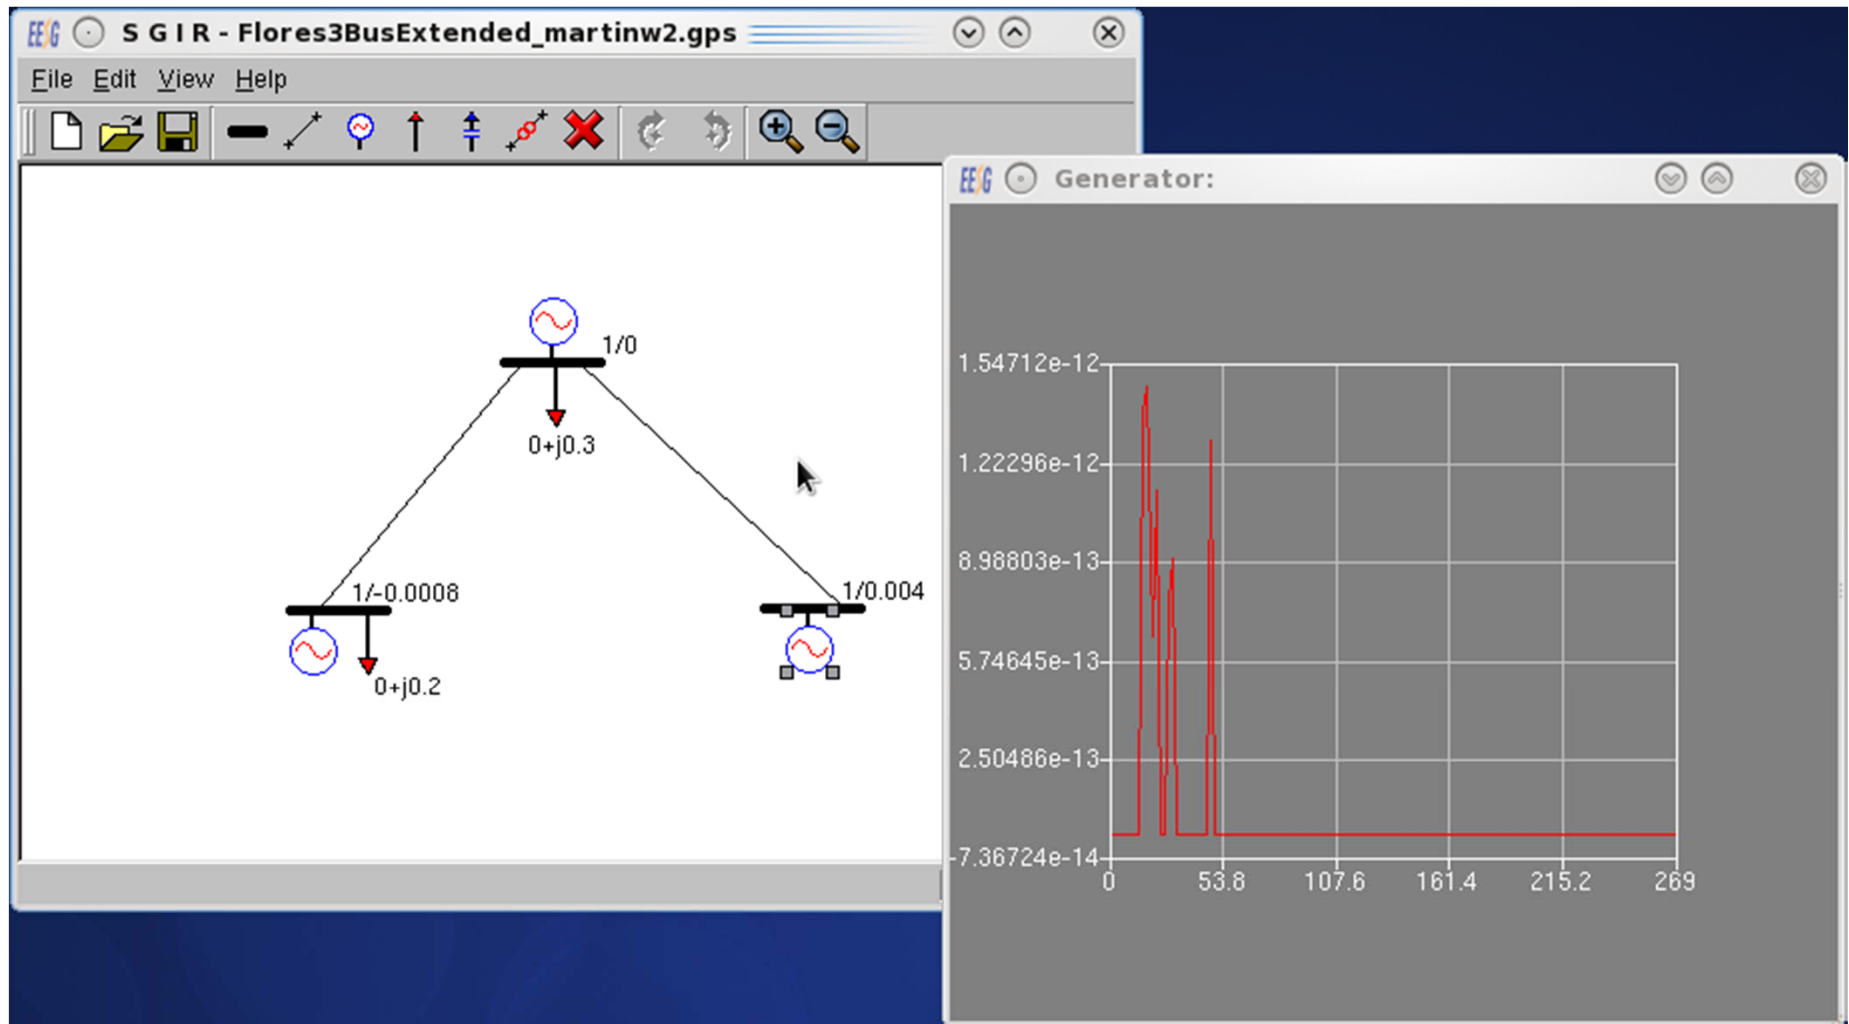 EESG S G I R - Flores3BusExtended_martinw2.gps
File Edit View Help
1/0
0+j0.3
1/-0.0008
0+j0.2
1/0.004
EESG Generator:
1.54712e-12
1.22296e-12
8.98803e-13
5.74645e-13
2.50486e-13
-7.36724e-14
0 53.8 107.6 161.4 215.2 269